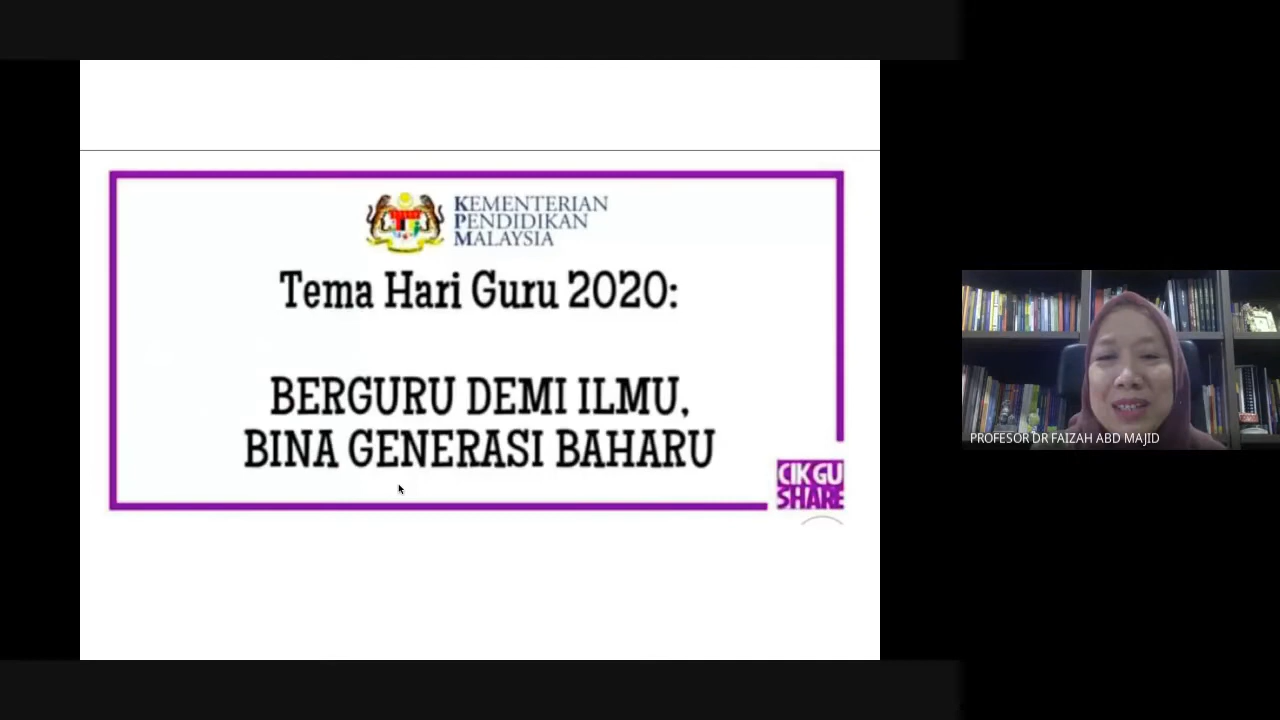 KEMENTERIAN
PENDIDIKAN
MALAYSIA
Tema Hari Guru 2020:
BERGURU DEMI ILMU,
BINA GENERASI BAHARU
CIKGU
SHARE
PROFESOR DR FAIZAH ABD MAJID